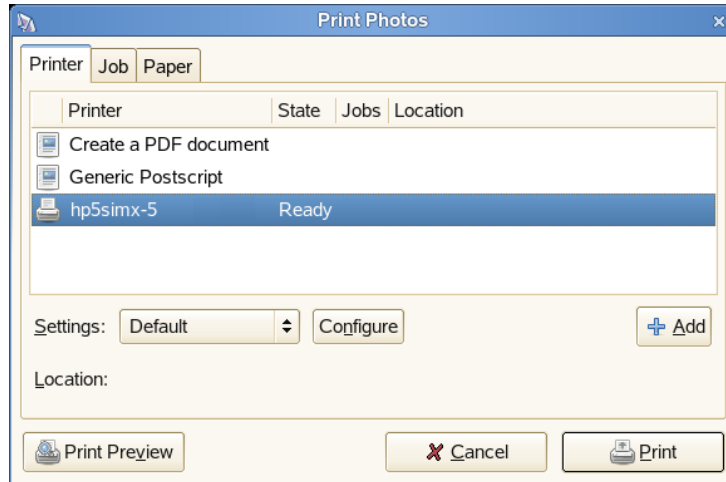 Print Photos
Printer Job Paper
Printer State Jobs Location
Create a PDF document
Generic Postscript
hp5simx-5 Ready
Settings: Default Configure Add
Location:
Print Preview Cancel Print